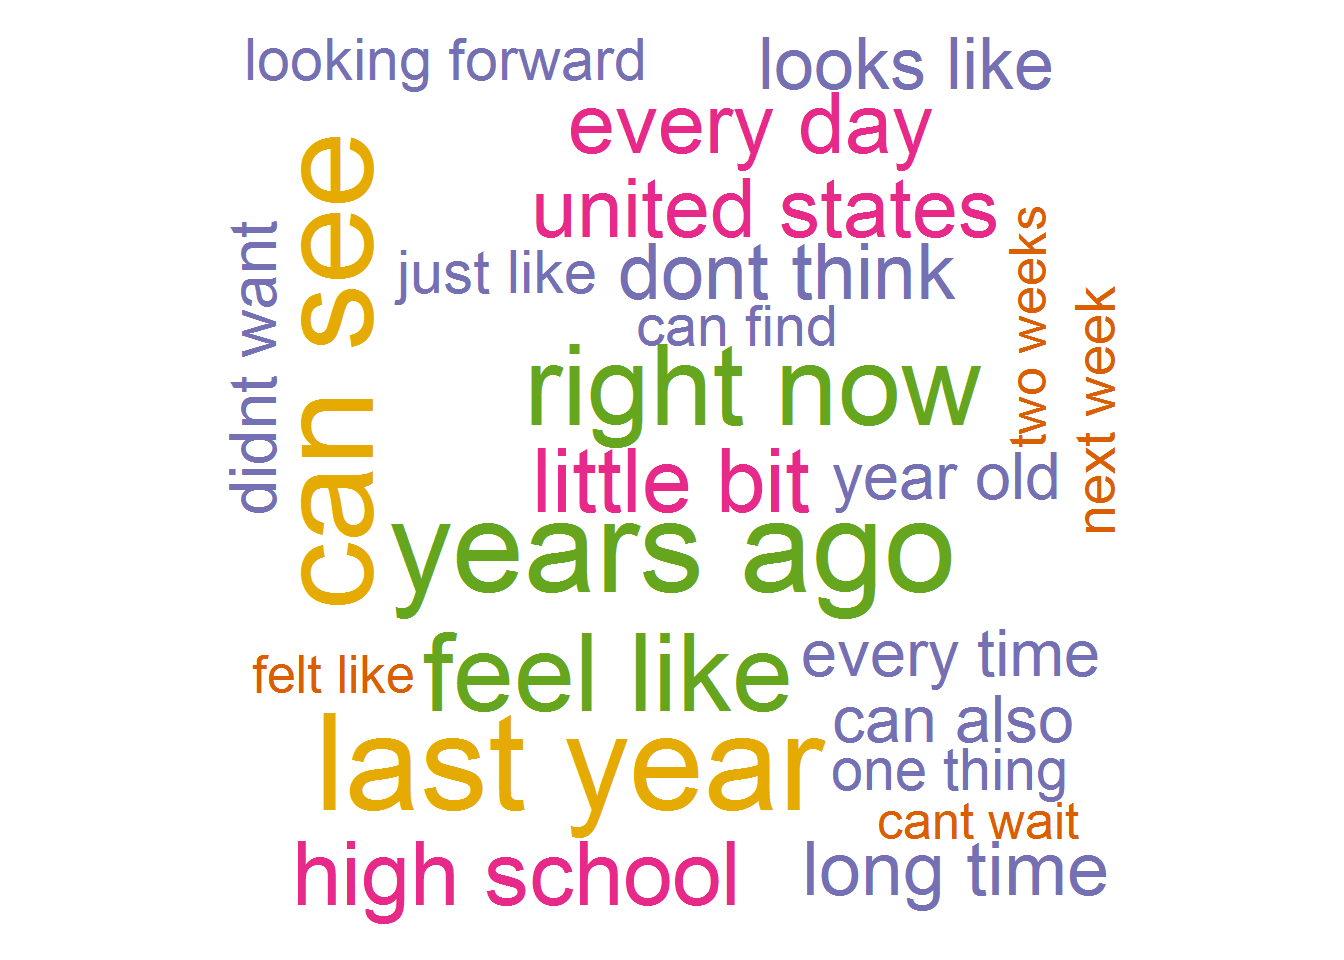 looking forward
looks like
every day
united states
didnt want
can see
just like
dont think
can find
two weeks
next week
right now
little bit
year old
years ago
felt like
feel like
every time
last year
can also
one thing
cant wait
high school
long time